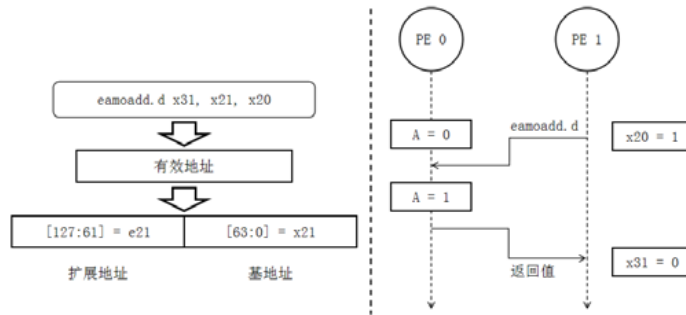 eamoadd.d x31, x21, x20
有效地址
[127:61] = e21
[63:0] = x21
扩展地址
基地址
PE 0
PE 1
A = 0
eamoadd.d
x20 = 1
A = 1
返回值
x31 = 0